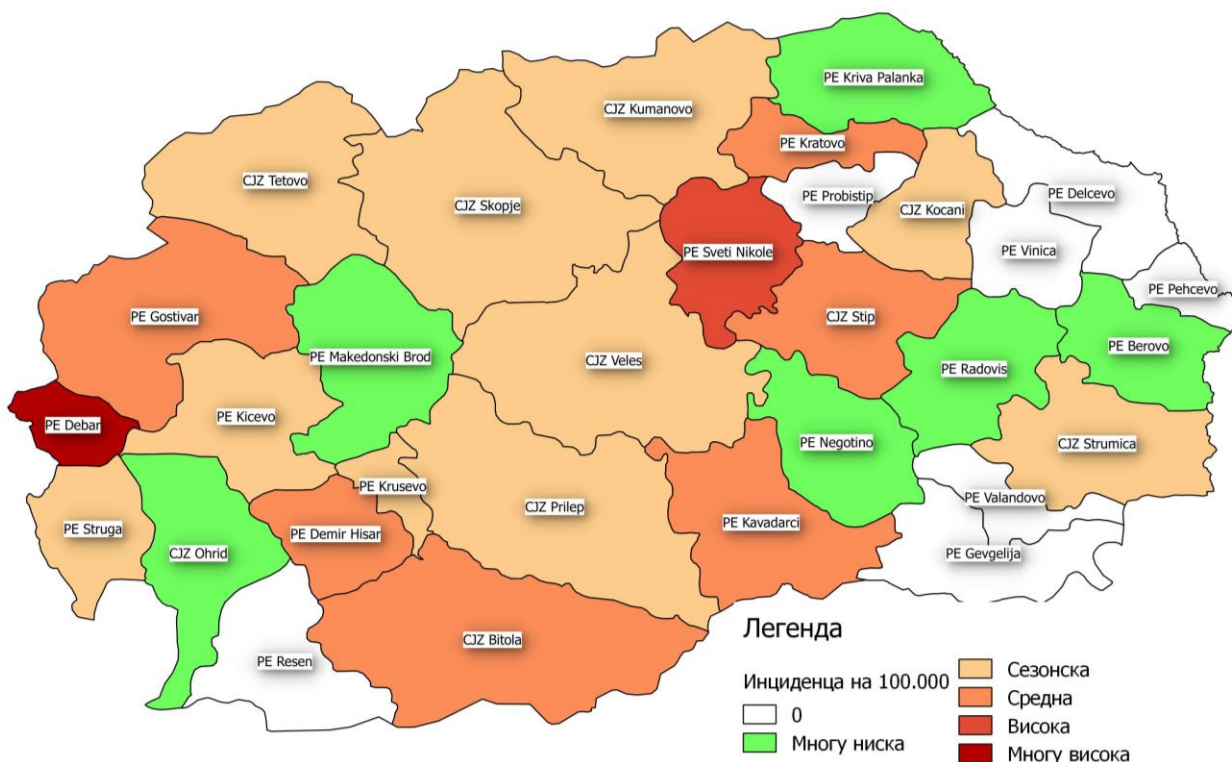 PE Kriva Palanka
CJZ Kumanovo
PE Kratovo
CJZ Tetovo
PE Probistip
PE Delcevo
CJZ Skopje
CJZ Kocani
PE Sveti Nikole
PE Vinica
PE Pehcevo
PE Gostivar
CJZ Stip
PE Makedonski Brod
CJZ Veles
PE Berovo
PE Radovis
PE Debar
PE Kicevo
PE Negotino
CJZ Strumica
PE Krusevo
PE Valandovo
CJZ Prilep
PE Struga
PE Kavadarci
PE Demir Hisar
CJZ Ohrid
PE Gevgelija
CJZ Bitola
PE Resen
Легенда
Инциденца на 100.000
0
Многу ниска
Сезонска
Средна
Висока
Многу висока